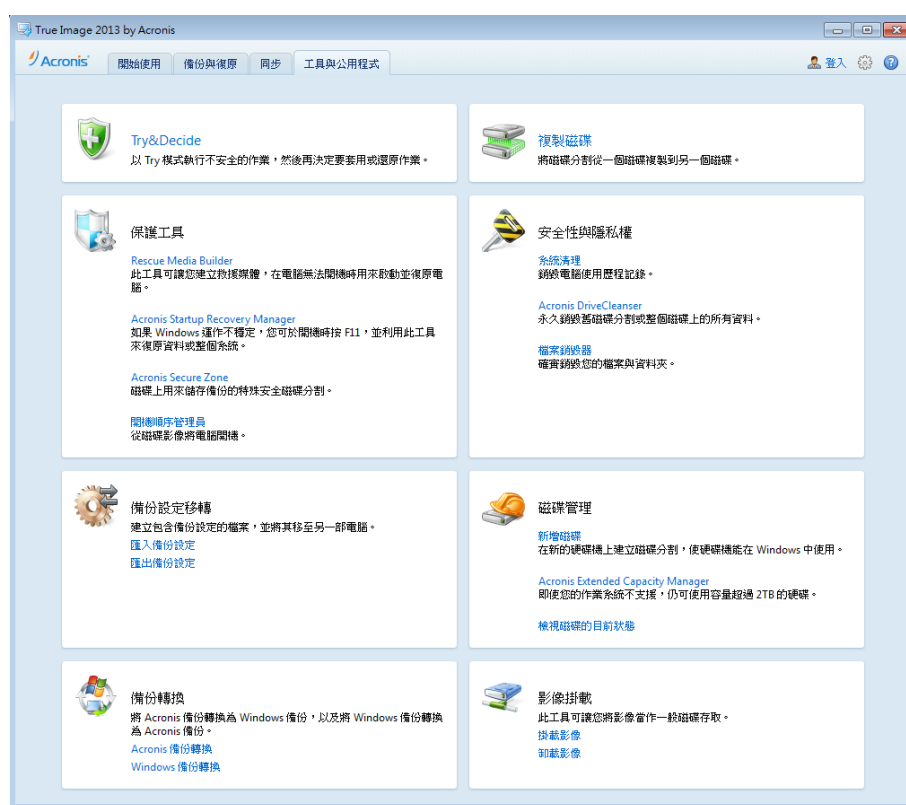 True Image 2013 by Acronis
Acronis 開始使用 備份與復原 同步 工具與公用程式 登入
Try&Decide
以 Try 模式執行不安全的作業，然後再決定要套用或還原作業。
複製磁碟
將磁碟分割從一個磁碟複製到另一個磁碟。
保護工具
Rescue Media Builder
此工具可讓您建立救援媒體，在電腦無法開機時用來啟動並復原電
腦。
Acronis Startup Recovery Manager
如果 Windows 運作不穩定，您可於開機時按 F11，並利用此工具
來復原資料或整個系統。
Acronis Secure Zone
磁碟上用來儲存備份的特殊安全磁碟分割。
開機順序管理員
從磁碟影像將電腦開機。
安全性與隱私權
系統清理
銷毀電腦使用歷程記錄。
Acronis DriveCleanser
永久銷毀舊磁碟分割或整個磁碟上的所有資料。
檔案銷毀器
確實銷毀您的檔案與資料夾。
備份設定移轉
建立包含備份設定的檔案，並將其移至另一部電腦。
匯入備份設定
匯出備份設定
磁碟管理
新增磁碟
在新的硬碟機上建立磁碟分割，使硬碟機能在 Windows 中使用。
Acronis Extended Capacity Manager
即使您的作業系統不支援，仍可使用容量超過 2TB 的硬碟。
檢視磁碟的目前狀態
備份轉換
將 Acronis 備份轉換為 Windows 備份，以及將 Windows 備份轉換
為 Acronis 備份。
Acronis 備份轉換
Windows 備份轉換
影像掛載
此工具可讓您將影像當作一般磁碟存取。
掛載影像
卸載影像